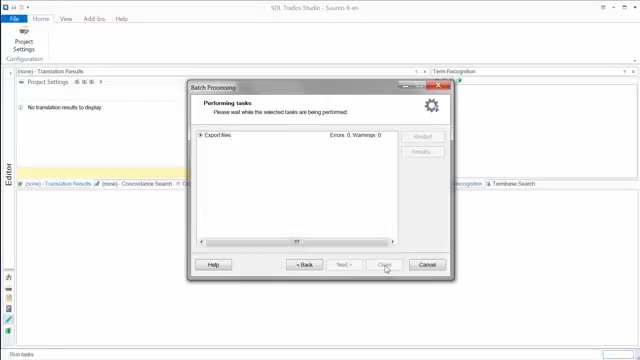 SDL Trados Studio - Suunto.fr-en
File
Home
View
Add-Ins
Help
Project
Settings
Configuration
(none) - Translation Results
Term Recognition
Project Settings
No translation results to display
Batch Processing
Performing tasks
Please wait while the selected tasks are being performed.
Export files
Errors: 0, Warnings: 0
Restart
Results...
Editor
(none) - Translation Results
(none) - Concordance Search
Recognition
Termbase Search
Help
< Back
Next >
Close
Cancel
Run tasks